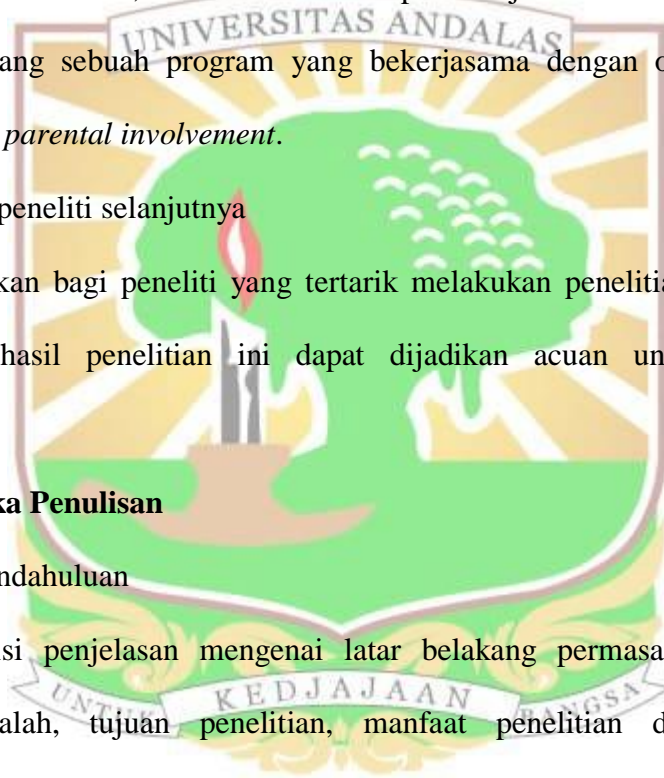 UNIVERSITAS ANDALAS
ang sebuah program yang bekerjasama dengan o
parental involvement.
peneliti selanjutnya
kan bagi peneliti yang tertarik melakukan penelitia
hasil penelitian ini dapat dijadikan acuan un
ka Penulisan
ndahuluan
si penjelasan mengenai latar belakang permasa
UNTUK KEDJAJAAN BANGSA
alah, tujuan penelitian, manfaat penelitian d